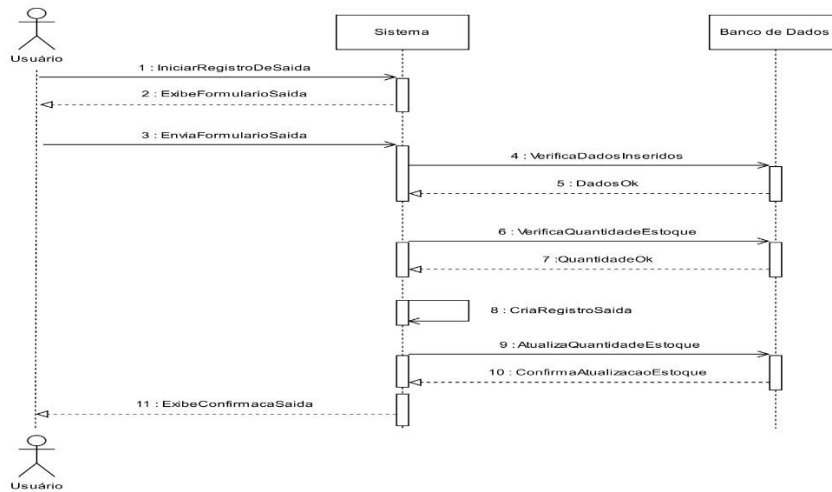 Usuário
Sistema
Banco de Dados
1 : IniciarRegistroDeSaida
2 : ExibeFormularioSaida
3 : EnviaFormularioSaida
4 : VerificaDadosInseridos
5 : DadosOk
6 : VerificaQuantidadeEstoque
7 :QuantidadeOk
8 : CriaRegistroSaida
9 : AtualizaQuantidadeEstoque
10 : ConfirmaAtualizacaoEstoque
11 : ExibeConfirmacaSaida
Usuário